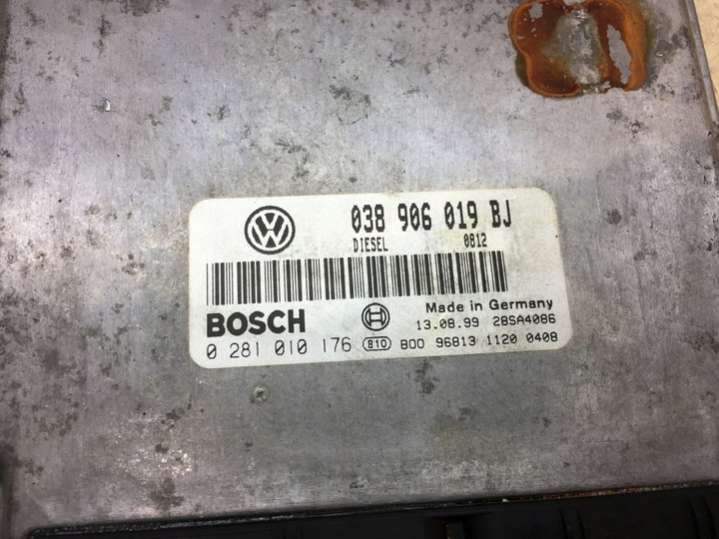 038 906 019 BJ
DIESEL 0812
BOSCH
Made in Germany
13.08.99 28SA4086
0 281 010 176 810 B00 96813 1120 0408